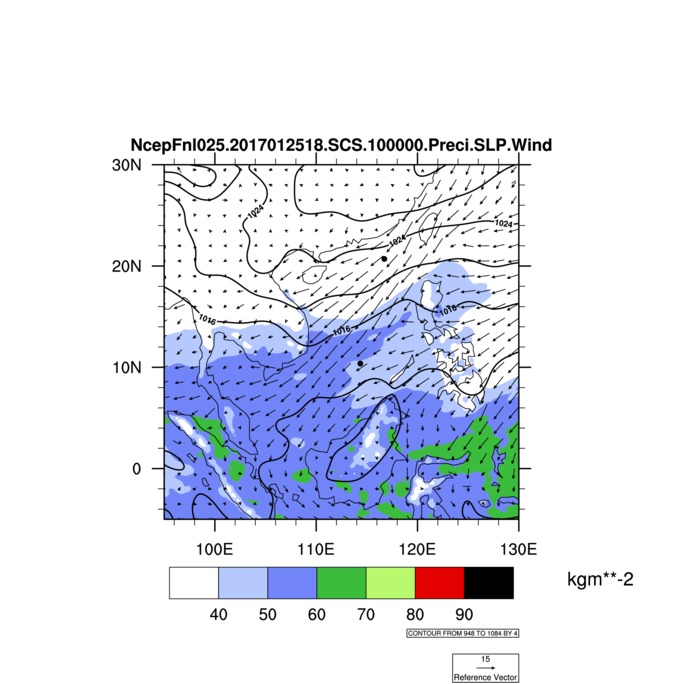 NcepFnl025.2017012518.SCS.100000.Preci.SLP.Wind
30N
1024
1024
1024
20N
1016
1016
1016
10N
0
100E 110E 120E 130E
kgm**-2
40 50 60 70 80 90
CONTOUR FROM 948 TO 1084 BY 4
15
Reference Vector